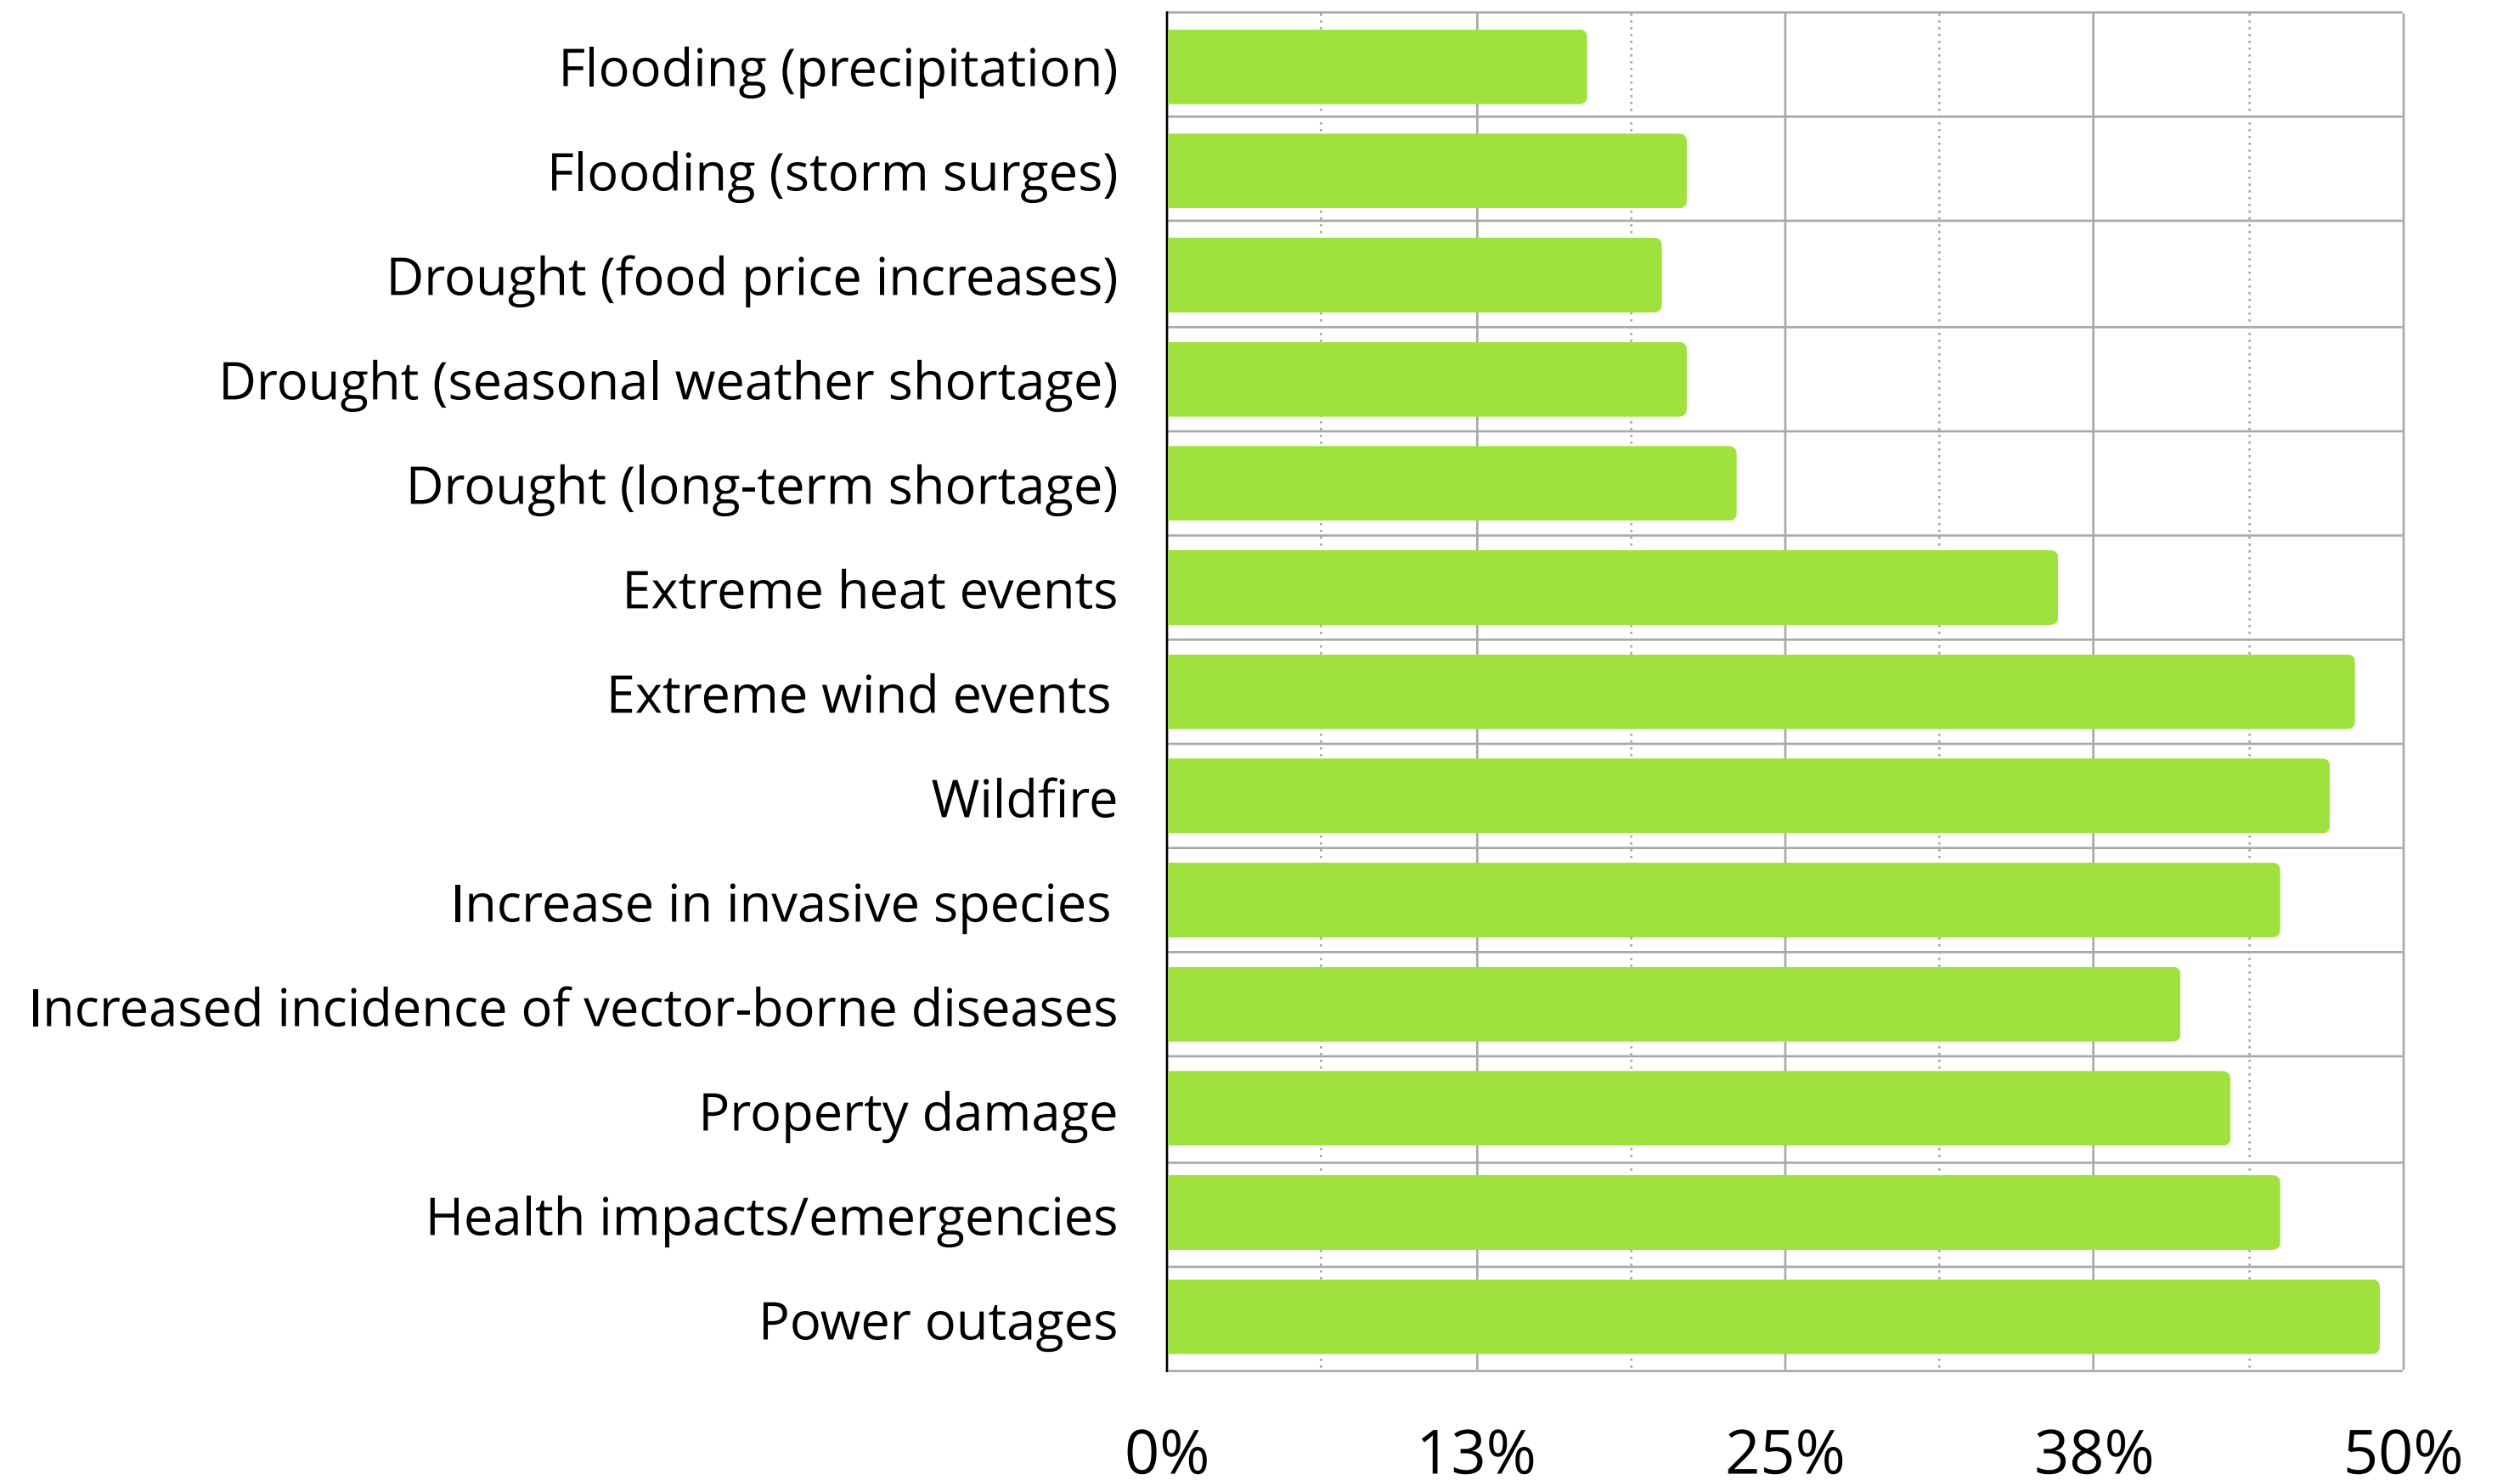 Flooding (precipitation)
Flooding (storm surges)
Drought (food price increases)
Drought (seasonal weather shortage)
Drought (long-term shortage)
Extreme heat events
Extreme wind events
Wildfire
Increase in invasive species
Increased incidence of vector-borne diseases
Property damage
Health impacts/emergencies
Power outages
0% 13% 25% 38% 50%